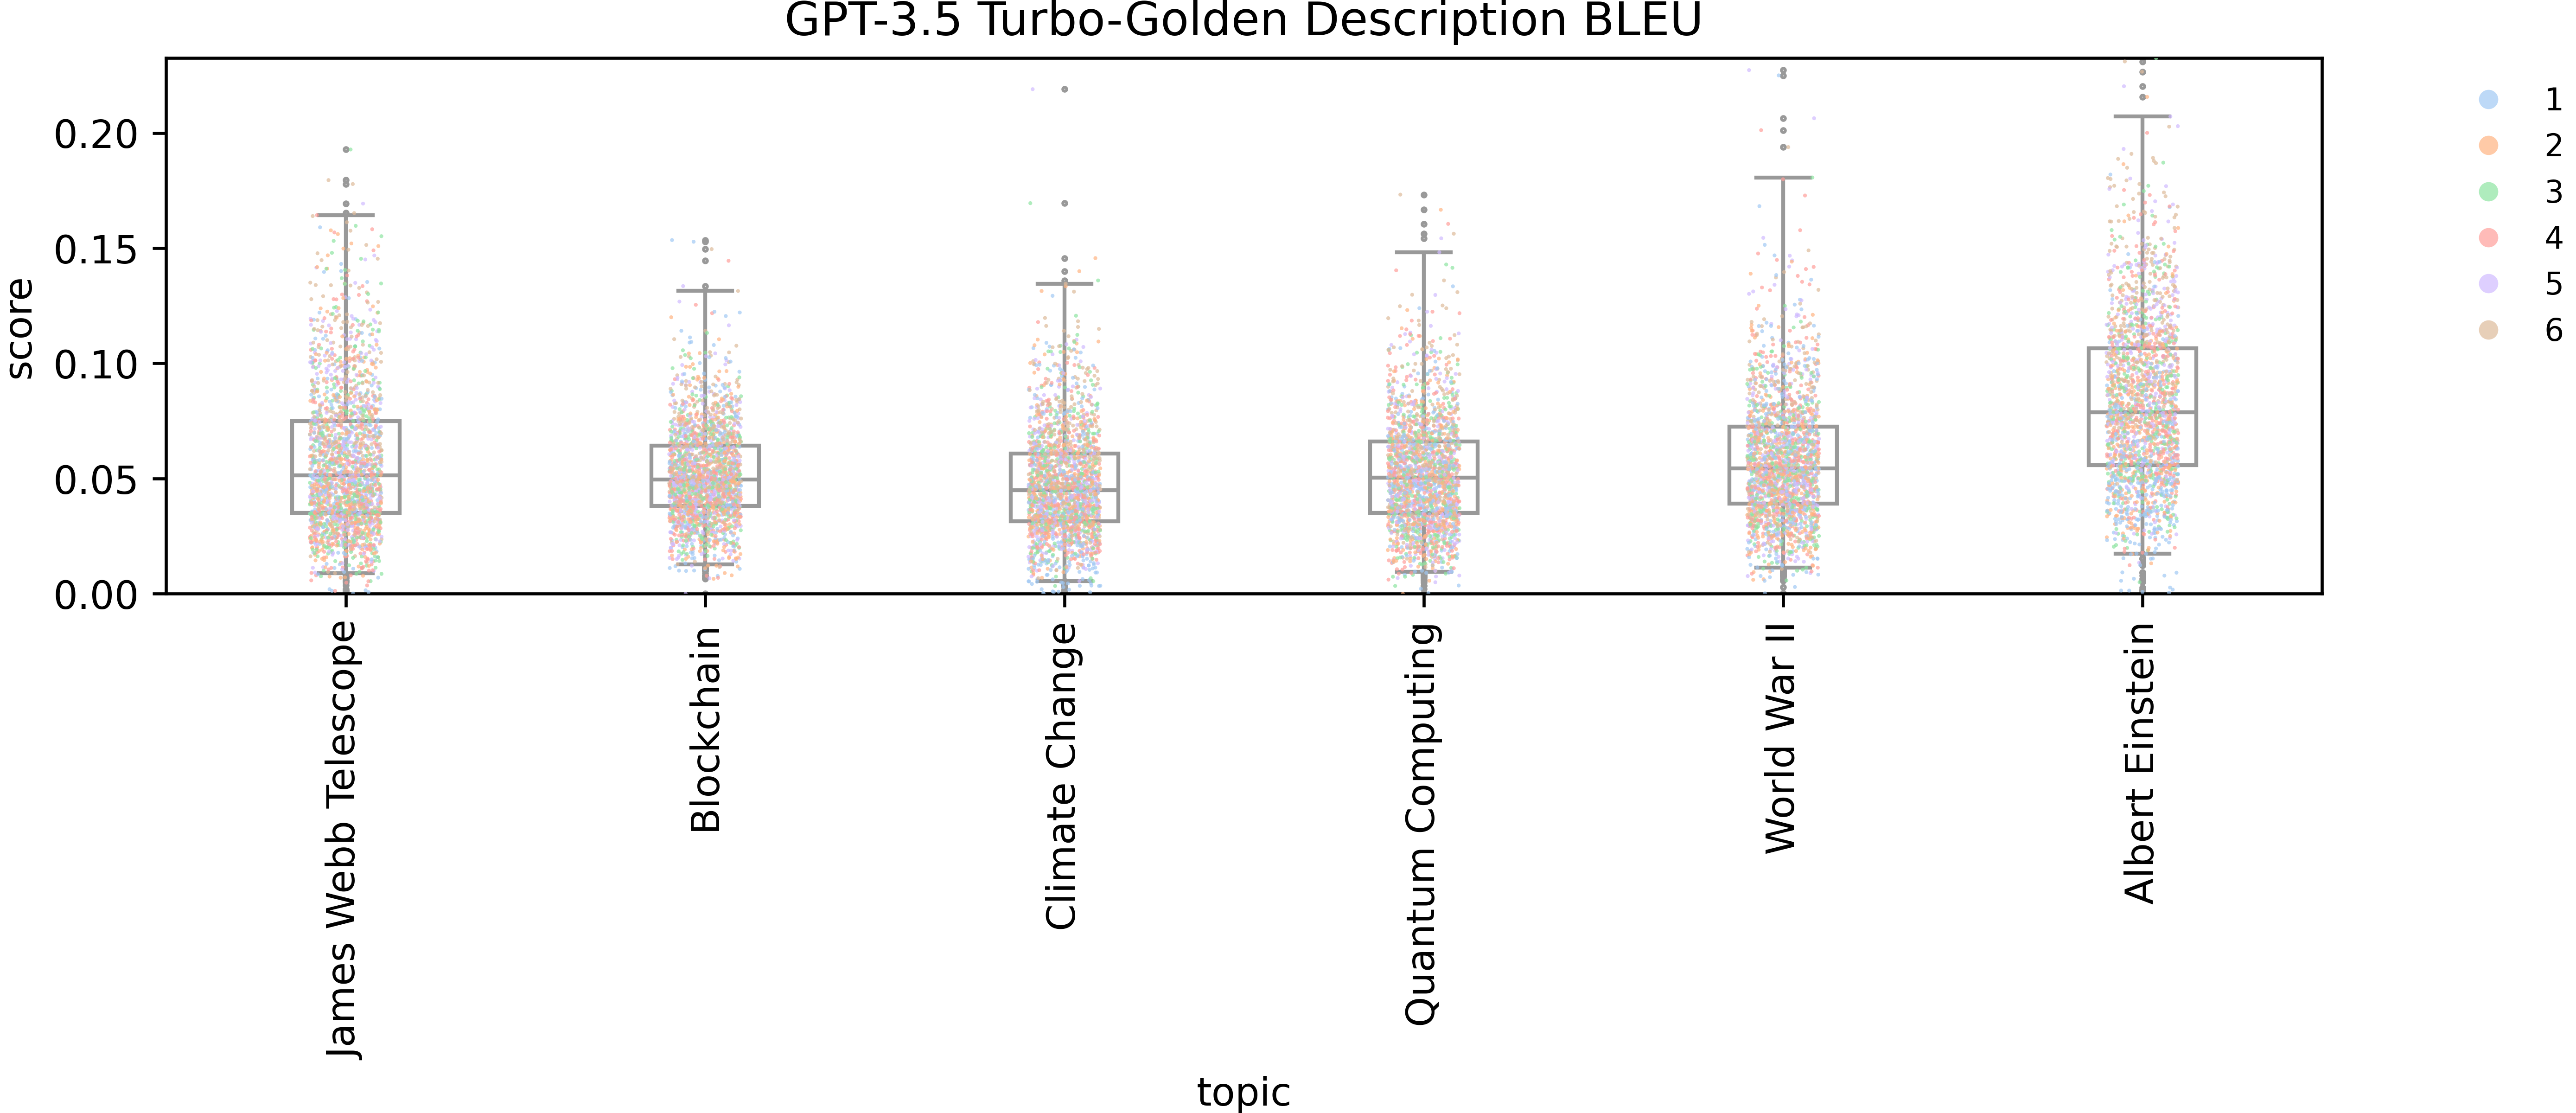 GPT-3.5 Turbo-Golden Description BLEU
score
0.20
0.15
0.10
0.05
0.00
James Webb Telescope
Blockchain
Climate Change
Quantum Computing
World War II
Albert Einstein
topic
1
2
3
4
5
6